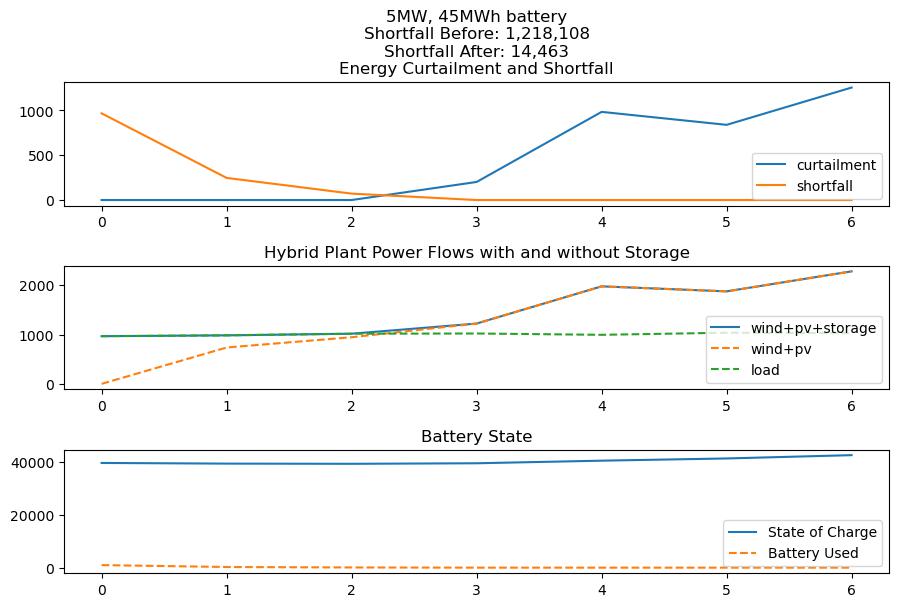 5MW, 45MWh battery
Shortfall Before: 1,218,108
Shortfall After: 14,463
Energy Curtailment and Shortfall
1000
500
0
curtailment
shortfall
0 1 2 3 4 5 6
Hybrid Plant Power Flows with and without Storage
2000
1000
0
wind+pv+storage
wind+pv
load
0 1 2 3 4 5 6
Battery State
40000
20000
0
State of Charge
Battery Used
0 1 2 3 4 5 6